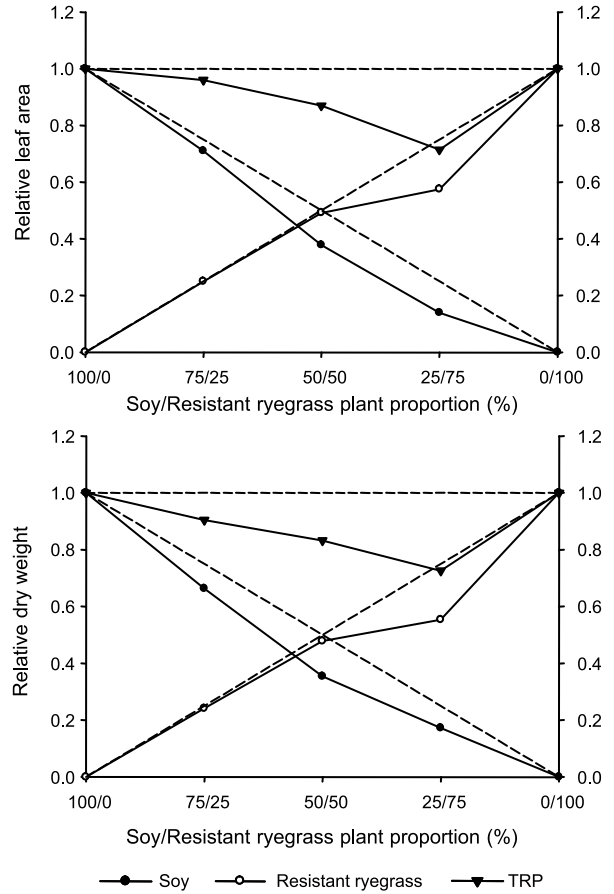 1.2 1.2
1.0 1.0
0.8 0.8
0.6 0.6
0.4 0.4
0.2 0.2
0.0 0.0
Relative leaf area
100/0 75/25 50/50 25/75 0/100
Soy/Resistant ryegrass plant proportion (%)
1.2 1.2
1.0 1.0
0.8 0.8
0.6 0.6
0.4 0.4
0.2 0.2
0.0 0.0
Relative dry weight
100/0 75/25 50/50 25/75 0/100
Soy/Resistant ryegrass plant proportion (%)
Soy Resistant ryegrass TRP